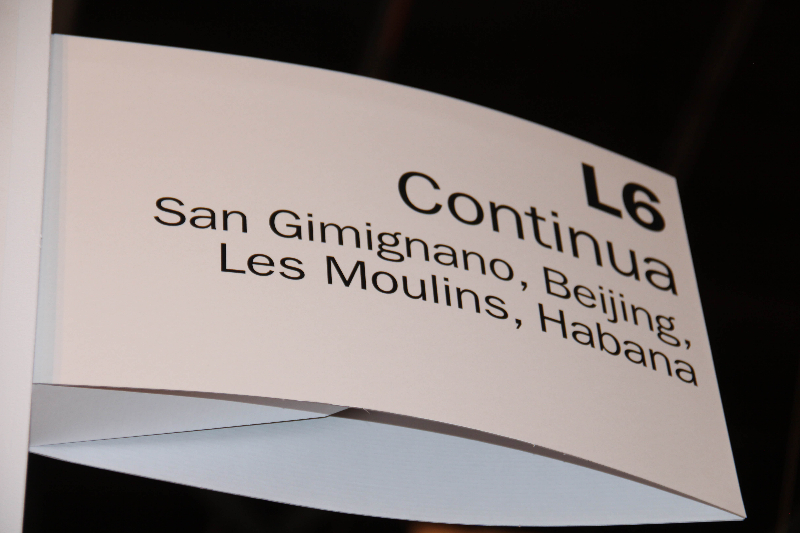 L6
Continua
San Gimignano, Beijing,
Les Moulins, Habana